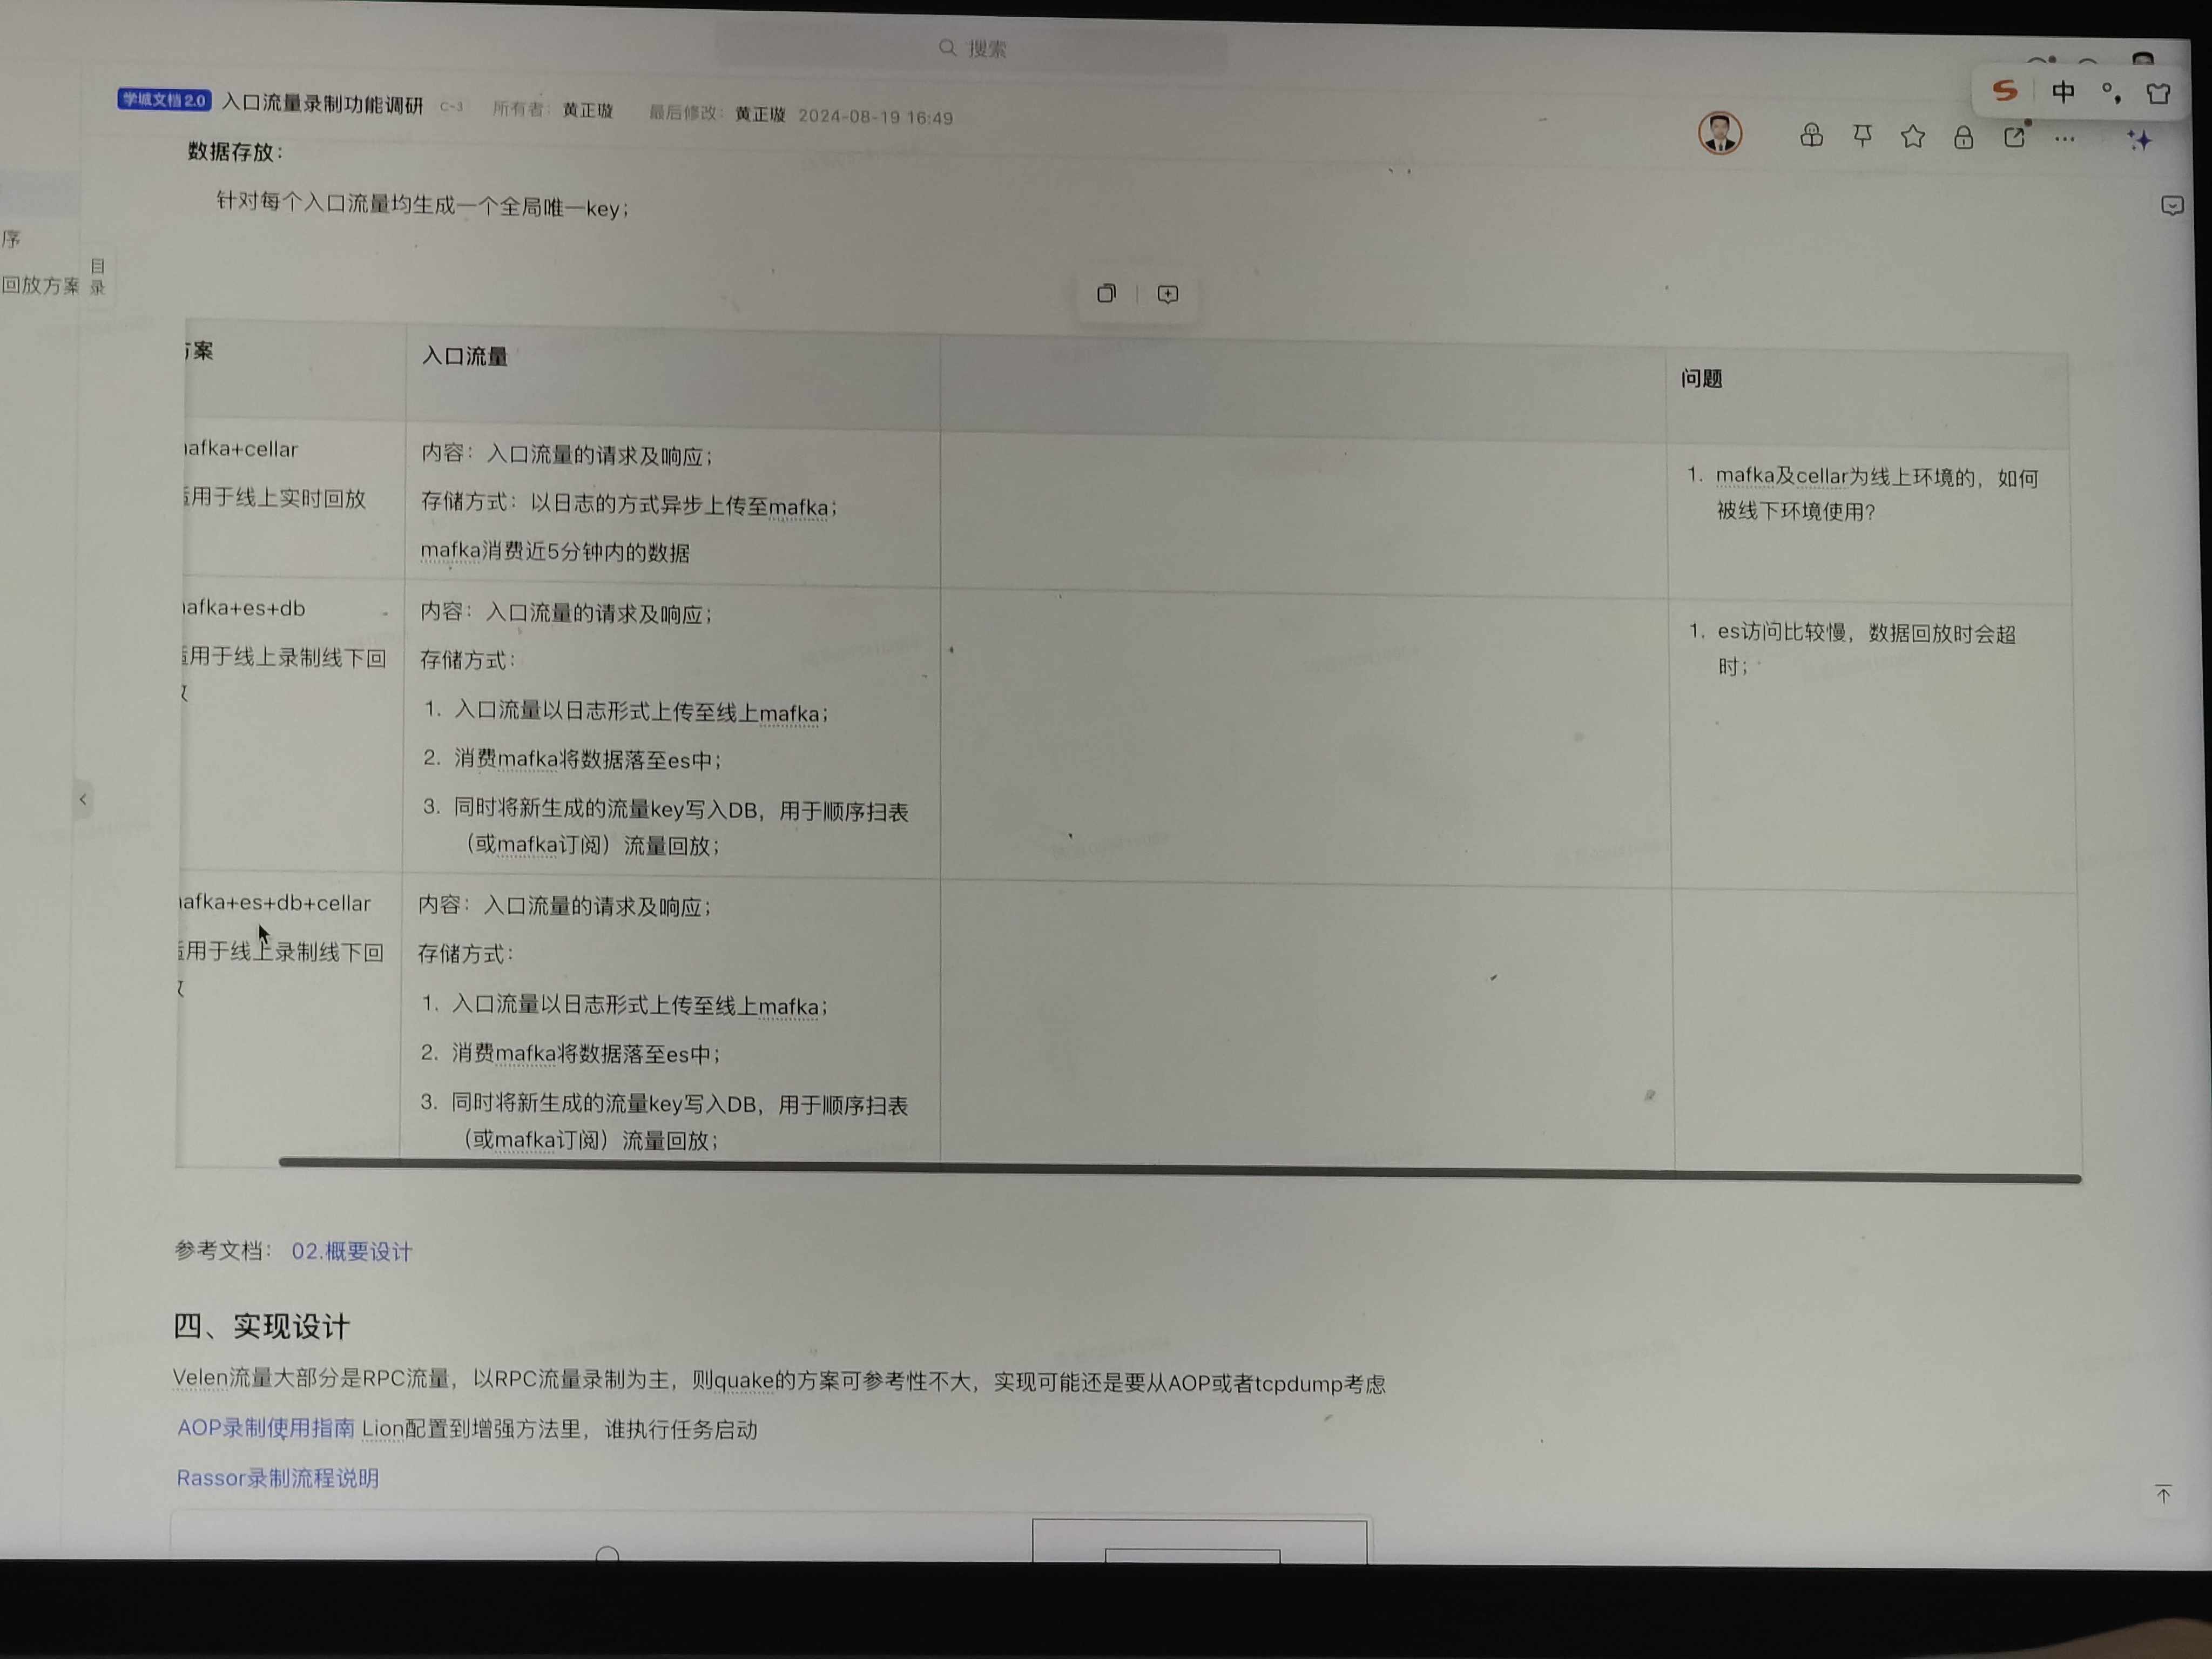 搜索
中
学城文档 2.0 入口流量录制功能调研 C-3 所有者：黄正璇 最后修改：黄正璇 2024-08-19 16:49
数据存放：
针对每个入口流量均生成一个全局唯一key；
序
回放方案
目录
案 入口流量 问题
afka+cellar
用于线上实时回放
内容：入口流量的请求及响应；
存储方式：以日志的方式异步上传至mafka；
mafka消费近5分钟内的数据
1. mafka及cellar为线上环境的，如何
被线下环境使用？
afka+es+db
用于线上录制线下回
内容：入口流量的请求及响应；
存储方式：
1. 入口流量以日志形式上传至线上mafka；
2. 消费mafka将数据落至es中；
3. 同时将新生成的流量key写入DB，用于顺序扫表
（或mafka订阅）流量回放；
1. es访问比较慢，数据回放时会超
时；
afka+es+db+cellar
用于线上录制线下回
内容：入口流量的请求及响应；
存储方式：
1. 入口流量以日志形式上传至线上mafka；
2. 消费mafka将数据落至es中；
3. 同时将新生成的流量key写入DB，用于顺序扫表
（或mafka订阅）流量回放；
参考文档： 02.概要设计
四、实现设计
Velen流量大部分是RPC流量，以RPC流量录制为主，则quake的方案可参考性不大，实现可能还是要从AOP或者tcpdump考虑
AOP录制使用指南 Lion配置到增强方法里，谁执行任务启动
Rassor录制流程说明